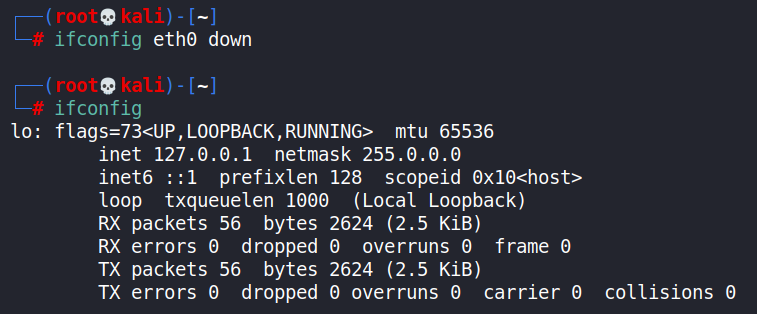 ┌──(root💀kali)-[~]
└─# ifconfig eth0 down
┌──(root💀kali)-[~]
└─# ifconfig
lo: flags=73<UP,LOOPBACK,RUNNING>  mtu 65536
        inet 127.0.0.1  netmask 255.0.0.0
        inet6 ::1  prefixlen 128  scopeid 0x10<host>
        loop  txqueuelen 1000  (Local Loopback)
        RX packets 56  bytes 2624 (2.5 KiB)
        RX errors 0  dropped 0  overruns 0  frame 0
        TX packets 56  bytes 2624 (2.5 KiB)
        TX errors 0  dropped 0 overruns 0  carrier 0  collisions 0